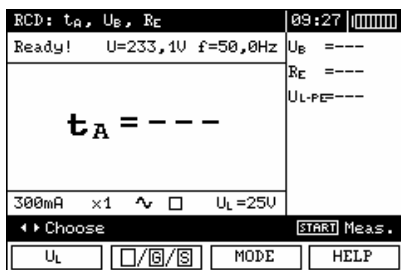 RCD: tA, UB, RE 09:27
Ready! U=233,1V f=50,0Hz
UB =---
RE =---
UL-PE=---
tA = ---
300mA x1 ∿ □ UL=25V
◂▸ Choose START Meas.
UL □/G/S MODE HELP